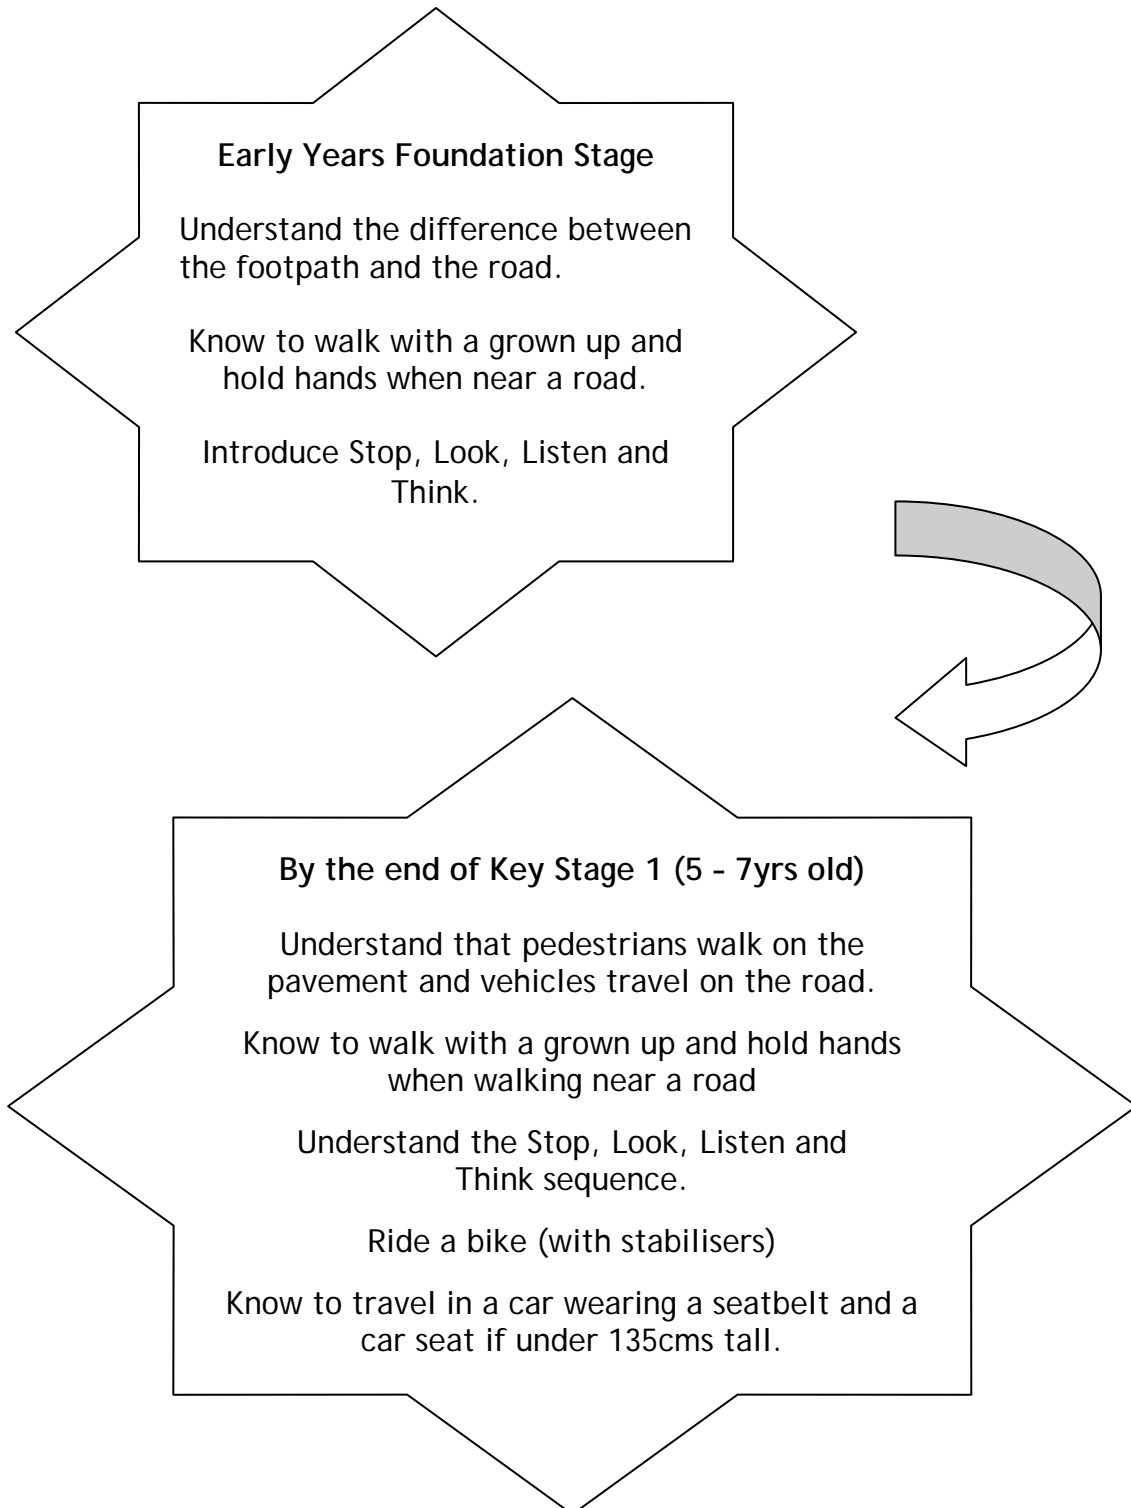 Early Years Foundation Stage
Understand the difference between
the footpath and the road.
Know to walk with a grown up and
hold hands when near a road.
Introduce Stop, Look, Listen and
Think.
By the end of Key Stage 1 (5 - 7yrs old)
Understand that pedestrians walk on the
pavement and vehicles travel on the road.
Know to walk with a grown up and hold hands
when walking near a road
Understand the Stop, Look, Listen and
Think sequence.
Ride a bike (with stabilisers)
Know to travel in a car wearing a seatbelt and a
car seat if under 135cms tall.